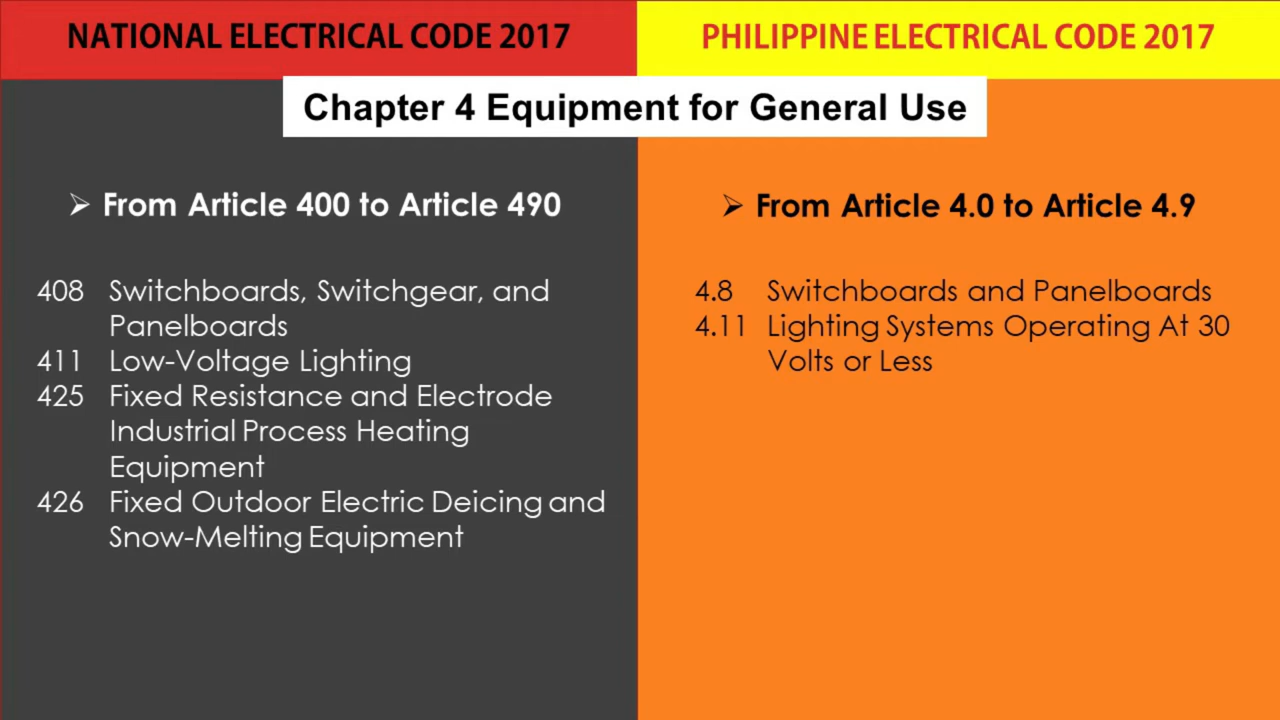 NATIONAL ELECTRICAL CODE 2017
PHILIPPINE ELECTRICAL CODE 2017
Chapter 4 Equipment for General Use
➢ From Article 400 to Article 490
408 Switchboards, Switchgear, and
Panelboards
411 Low-Voltage Lighting
425 Fixed Resistance and Electrode
Industrial Process Heating
Equipment
426 Fixed Outdoor Electric Deicing and
Snow-Melting Equipment
➢ From Article 4.0 to Article 4.9
4.8 Switchboards and Panelboards
4.11 Lighting Systems Operating At 30
Volts or Less